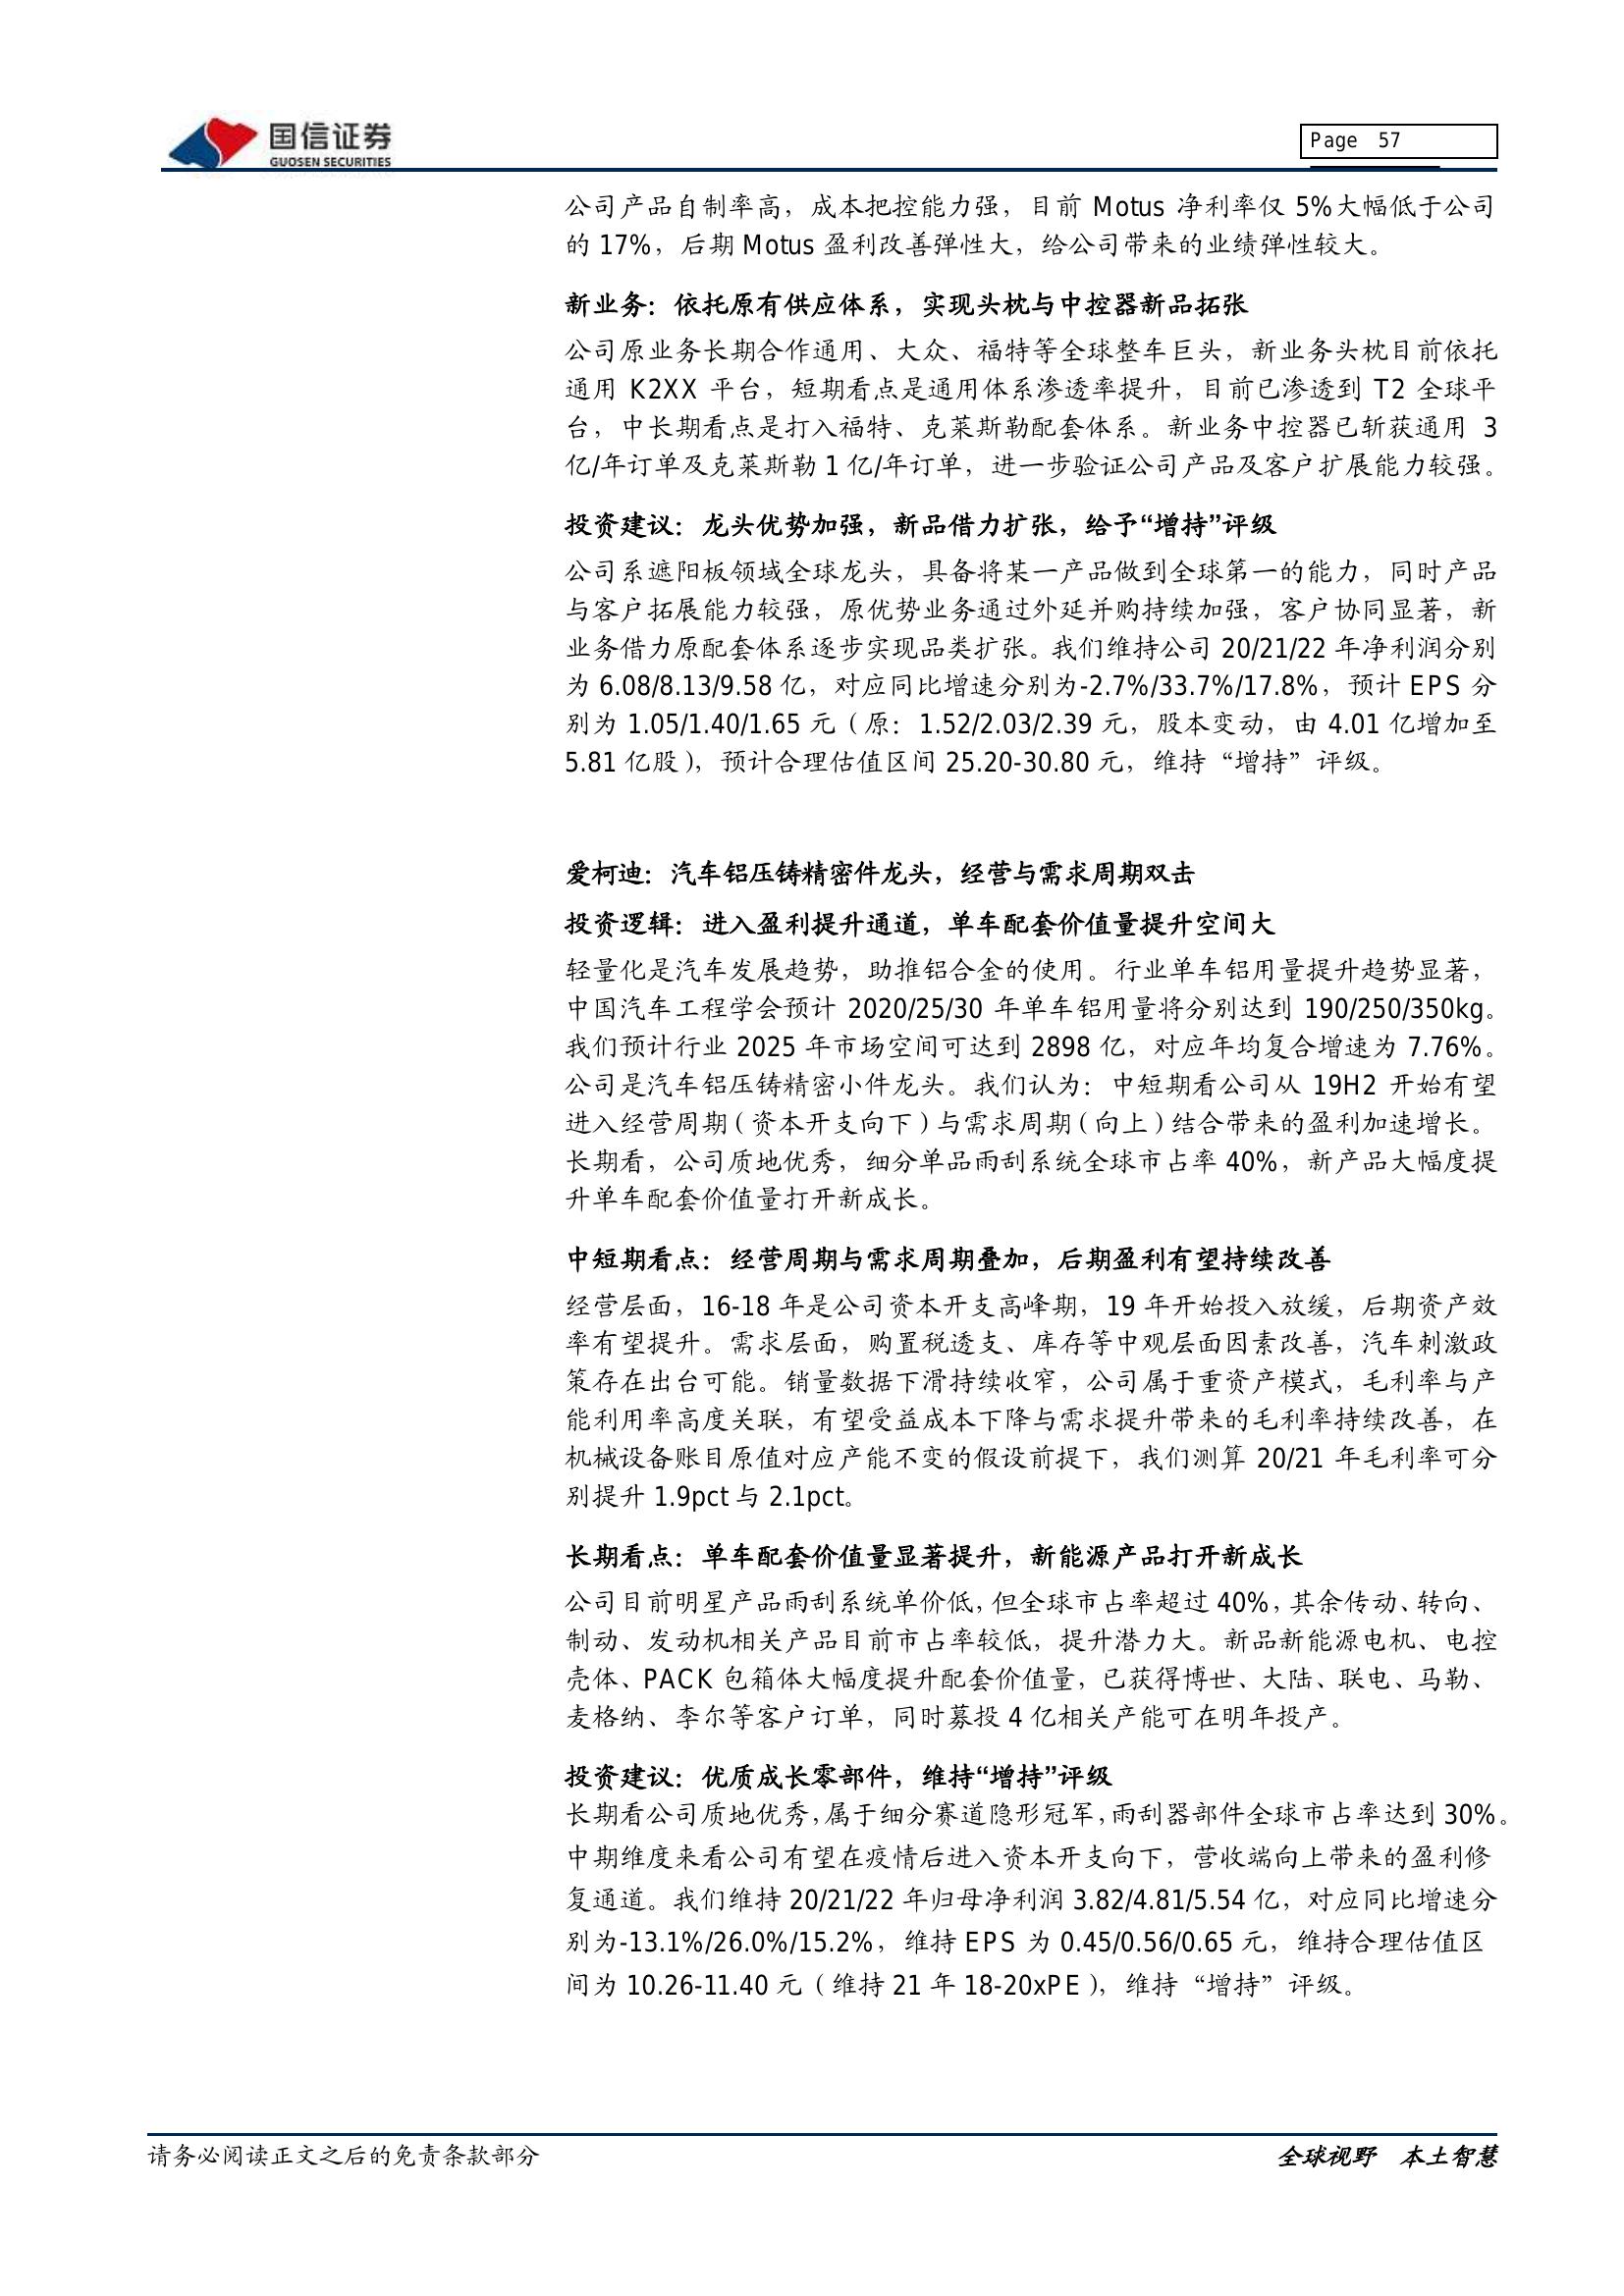 国信证券
GUOSEN SECURITIES
Page 57
公司产品自制率高，成本把控能力强，目前 Motus 净利率仅 5%大幅低于公司
的 17%，后期 Motus 盈利改善弹性大，给公司带来的业绩弹性较大。
新业务：依托原有供应体系，实现头枕与中控器新品拓张
公司原业务长期合作通用、大众、福特等全球整车巨头，新业务头枕目前依托
通用 K2XX 平台，短期看点是通用体系渗透率提升，目前已渗透到 T2 全球平
台，中长期看点是打入福特、克莱斯勒配套体系。新业务中控器已斩获通用 3
亿/年订单及克莱斯勒 1 亿/年订单，进一步验证公司产品及客户扩展能力较强。
投资建议：龙头优势加强，新品借力扩张，给予“增持”评级
公司系遮阳板领域全球龙头，具备将某一产品做到全球第一的能力，同时产品
与客户拓展能力较强，原优势业务通过外延并购持续加强，客户协同显著，新
业务借力原配套体系逐步实现品类扩张。我们维持公司 20/21/22 年净利润分别
为 6.08/8.13/9.58 亿，对应同比增速分别为-2.7%/33.7%/17.8%，预计 EPS 分
别为 1.05/1.40/1.65 元（原：1.52/2.03/2.39 元，股本变动，由 4.01 亿增加至
5.81 亿股），预计合理估值区间 25.20-30.80 元，维持“增持”评级。
爱柯迪：汽车铝压铸精密件龙头，经营与需求周期双击
投资逻辑：进入盈利提升通道，单车配套价值量提升空间大
轻量化是汽车发展趋势，助推铝合金的使用。行业单车铝用量提升趋势显著，
中国汽车工程学会预计 2020/25/30 年单车铝用量将分别达到 190/250/350kg。
我们预计行业 2025 年市场空间可达到 2898 亿，对应年均复合增速为 7.76%。
公司是汽车铝压铸精密小件龙头。我们认为：中短期看公司从 19H2 开始有望
进入经营周期（资本开支向下）与需求周期（向上）结合带来的盈利加速增长。
长期看，公司质地优秀，细分单品雨刮系统全球市占率 40%，新产品大幅度提
升单车配套价值量打开新成长。
中短期看点：经营周期与需求周期叠加，后期盈利有望持续改善
经营层面，16-18 年是公司资本开支高峰期，19 年开始投入放缓，后期资产效
率有望提升。需求层面，购置税透支、库存等中观层面因素改善，汽车刺激政
策存在出台可能。销量数据下滑持续收窄，公司属于重资产模式，毛利率与产
能利用率高度关联，有望受益成本下降与需求提升带来的毛利率持续改善，在
机械设备账目原值对应产能不变的假设前提下，我们测算 20/21 年毛利率可分
别提升 1.9pct 与 2.1pct。
长期看点：单车配套价值量显著提升，新能源产品打开新成长
公司目前明星产品雨刮系统单价低，但全球市占率超过 40%，其余传动、转向、
制动、发动机相关产品目前市占率较低，提升潜力大。新品新能源电机、电控
壳体、PACK 包箱体大幅度提升配套价值量，已获得博世、大陆、联电、马勒、
麦格纳、李尔等客户订单，同时募投 4 亿相关产能可在明年投产。
投资建议：优质成长零部件，维持“增持”评级
长期看公司质地优秀，属于细分赛道隐形冠军，雨刮器部件全球市占率达到 30%。
中期维度来看公司有望在疫情后进入资本开支向下，营收端向上带来的盈利修
复通道。我们维持 20/21/22 年归母净利润 3.82/4.81/5.54 亿，对应同比增速分
别为-13.1%/26.0%/15.2%，维持 EPS 为 0.45/0.56/0.65 元，维持合理估值区
间为 10.26-11.40 元（维持 21 年 18-20xPE），维持“增持”评级。
请务必阅读正文之后的免责条款部分
全球视野 本土智慧